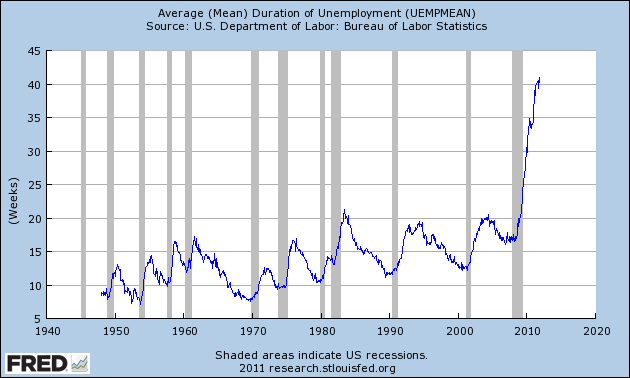 Average (Mean) Duration of Unemployment (UEMPMEAN)
Source: U.S. Department of Labor: Bureau of Labor Statistics
45
40
35
30
25
20
15
10
5
(Weeks)
1940 1950 1960 1970 1980 1990 2000 2010 2020
Shaded areas indicate US recessions.
2011 research.stlouisfed.org
FRED